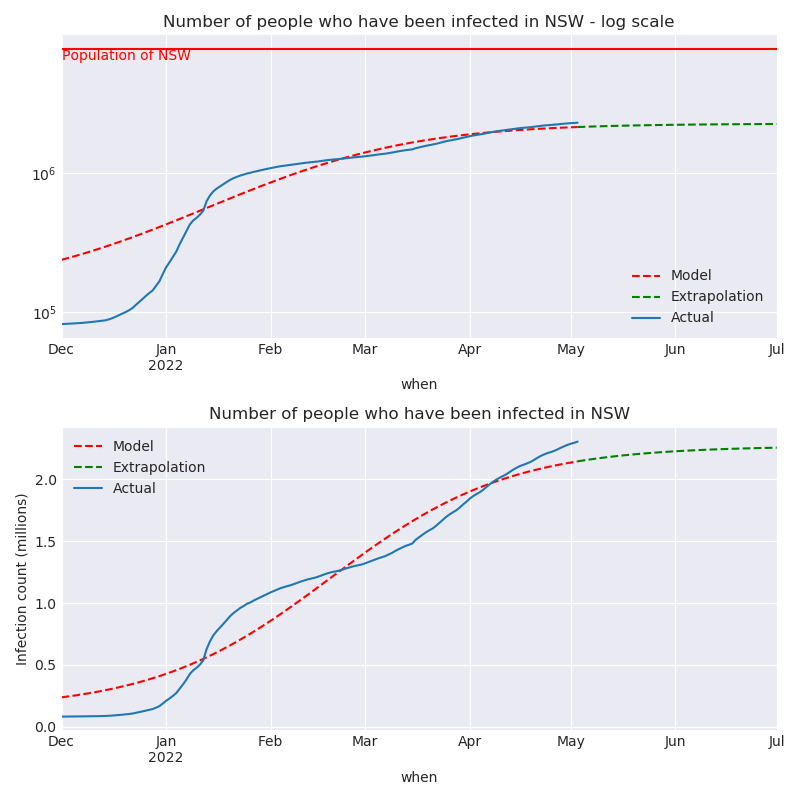 Number of people who have been infected in NSW - log scale
Population of NSW
10^6
10^5
Model
Extrapolation
Actual
Dec Jan Feb Mar Apr May Jun Jul
2022
when
Number of people who have been infected in NSW
Model
Extrapolation
Actual
Infection count (millions)
2.0
1.5
1.0
0.5
0.0
Dec Jan Feb Mar Apr May Jun Jul
2022
when